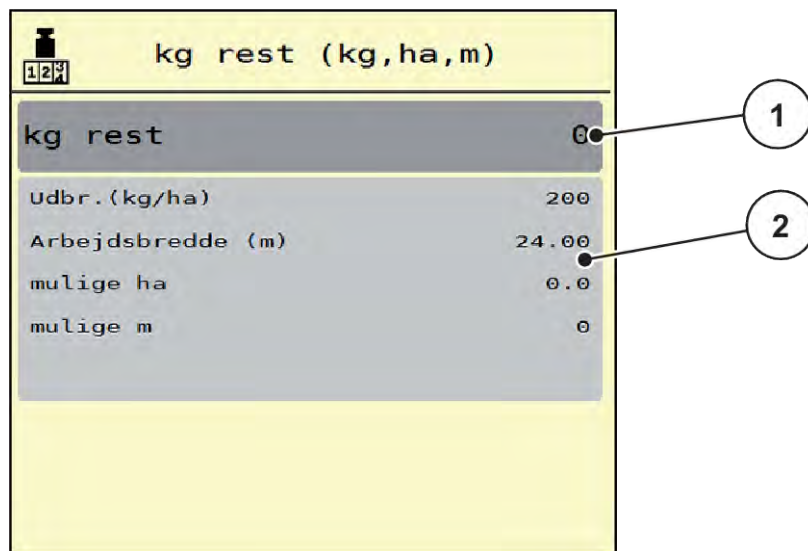 123
kg rest (kg,ha,m)
kg rest 0
Udbr.(kg/ha) 200
Arbejdsbredde (m) 24.00
mulige ha 0.0
mulige m 0
1
2